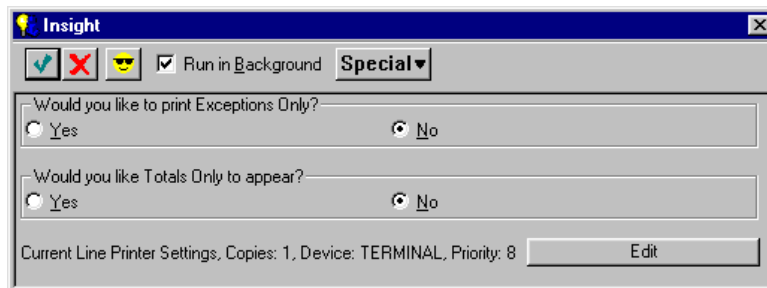 Insight
Run in Background Special
Would you like to print Exceptions Only?
Yes No
Would you like Totals Only to appear?
Yes No
Current Line Printer Settings, Copies: 1, Device: TERMINAL, Priority: 8 Edit